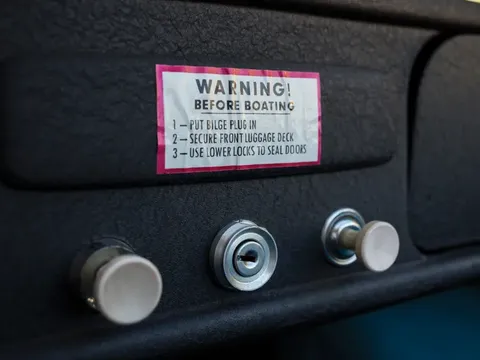 WARNING!
BEFORE BOATING
1 – PUT BILGE PLUG IN
2 – SECURE FRONT LUGGAGE DECK
3 – USE LOWER LOCKS TO SEAL DOORS